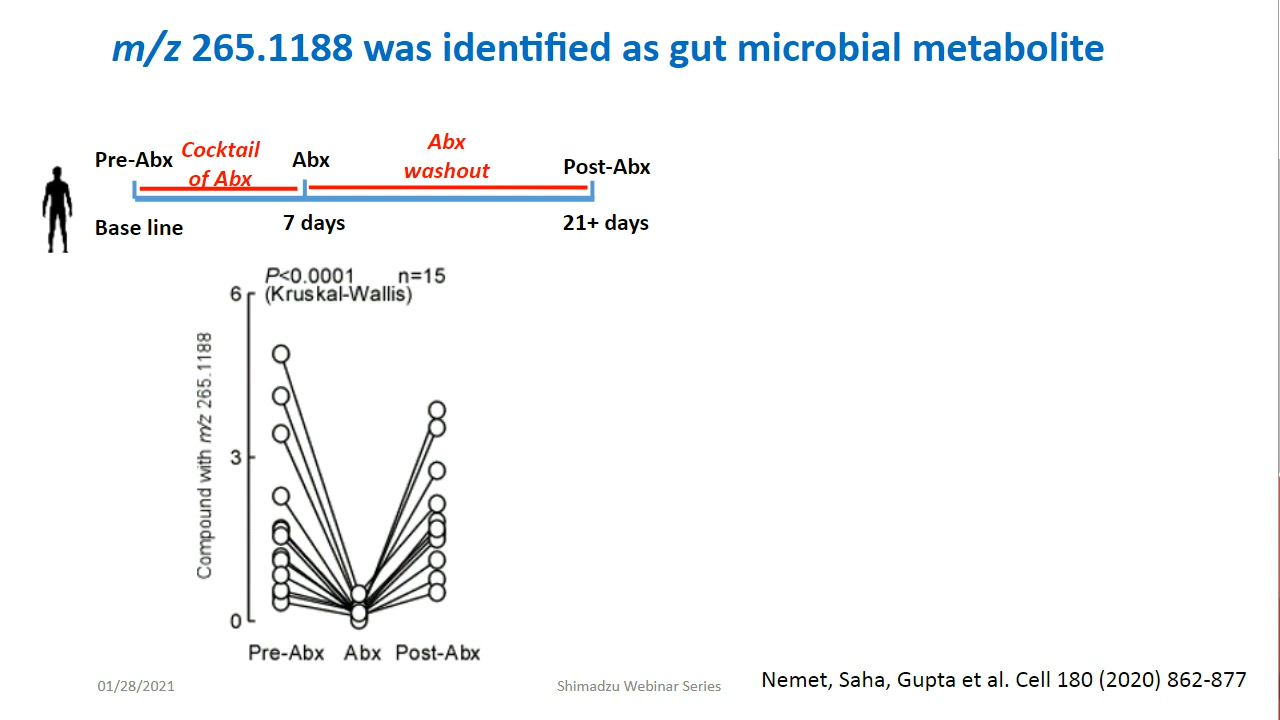 m/z 265.1188 was identified as gut microbial metabolite
Pre-Abx
Cocktail
of Abx
Abx
Abx
washout
Post-Abx
Base line
7 days
21+ days
P<0.0001 n=15
(Kruskal-Wallis)
6
3
0
Compound with m/z 265.1188
Pre-Abx Abx Post-Abx
01/28/2021
Shimadzu Webinar Series
Nemet, Saha, Gupta et al. Cell 180 (2020) 862-877